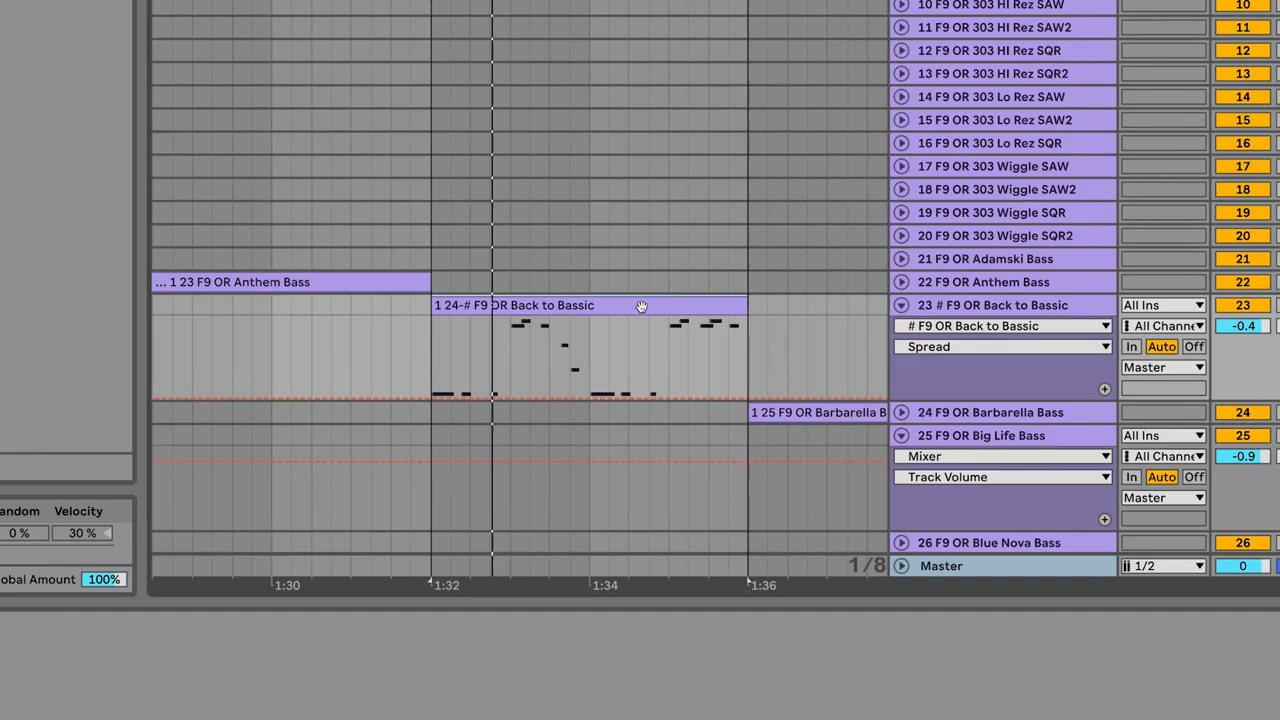 10 F9 OR 303 HI Rez SAW
10
11 F9 OR 303 HI Rez SAW2
11
12 F9 OR 303 HI Rez SQR
12
13 F9 OR 303 HI Rez SQR2
13
14 F9 OR 303 Lo Rez SAW
14
15 F9 OR 303 Lo Rez SAW2
15
16 F9 OR 303 Lo Rez SQR
16
17 F9 OR 303 Wiggle SAW
17
18 F9 OR 303 Wiggle SAW2
18
19 F9 OR 303 Wiggle SQR
19
20 F9 OR 303 Wiggle SQR2
20
21 F9 OR Adamski Bass
21
... 1 23 F9 OR Anthem Bass
22 F9 OR Anthem Bass
22
1 24-# F9 OR Back to Bassic
23 # F9 OR Back to Bassic
All Ins
23
# F9 OR Back to Bassic
All Channe
-0.4
Spread
In Auto Off
Master
1 25 F9 OR Barbarella B
24 F9 OR Barbarella Bass
24
25 F9 OR Big Life Bass
All Ins
25
Mixer
All Channe
-0.9
Track Volume
In Auto Off
Master
andom Velocity
0 % 30 %
26 F9 OR Blue Nova Bass
26
1/8
Master
1/2
0
obal Amount 100%
1:30 1:32 1:34 1:36